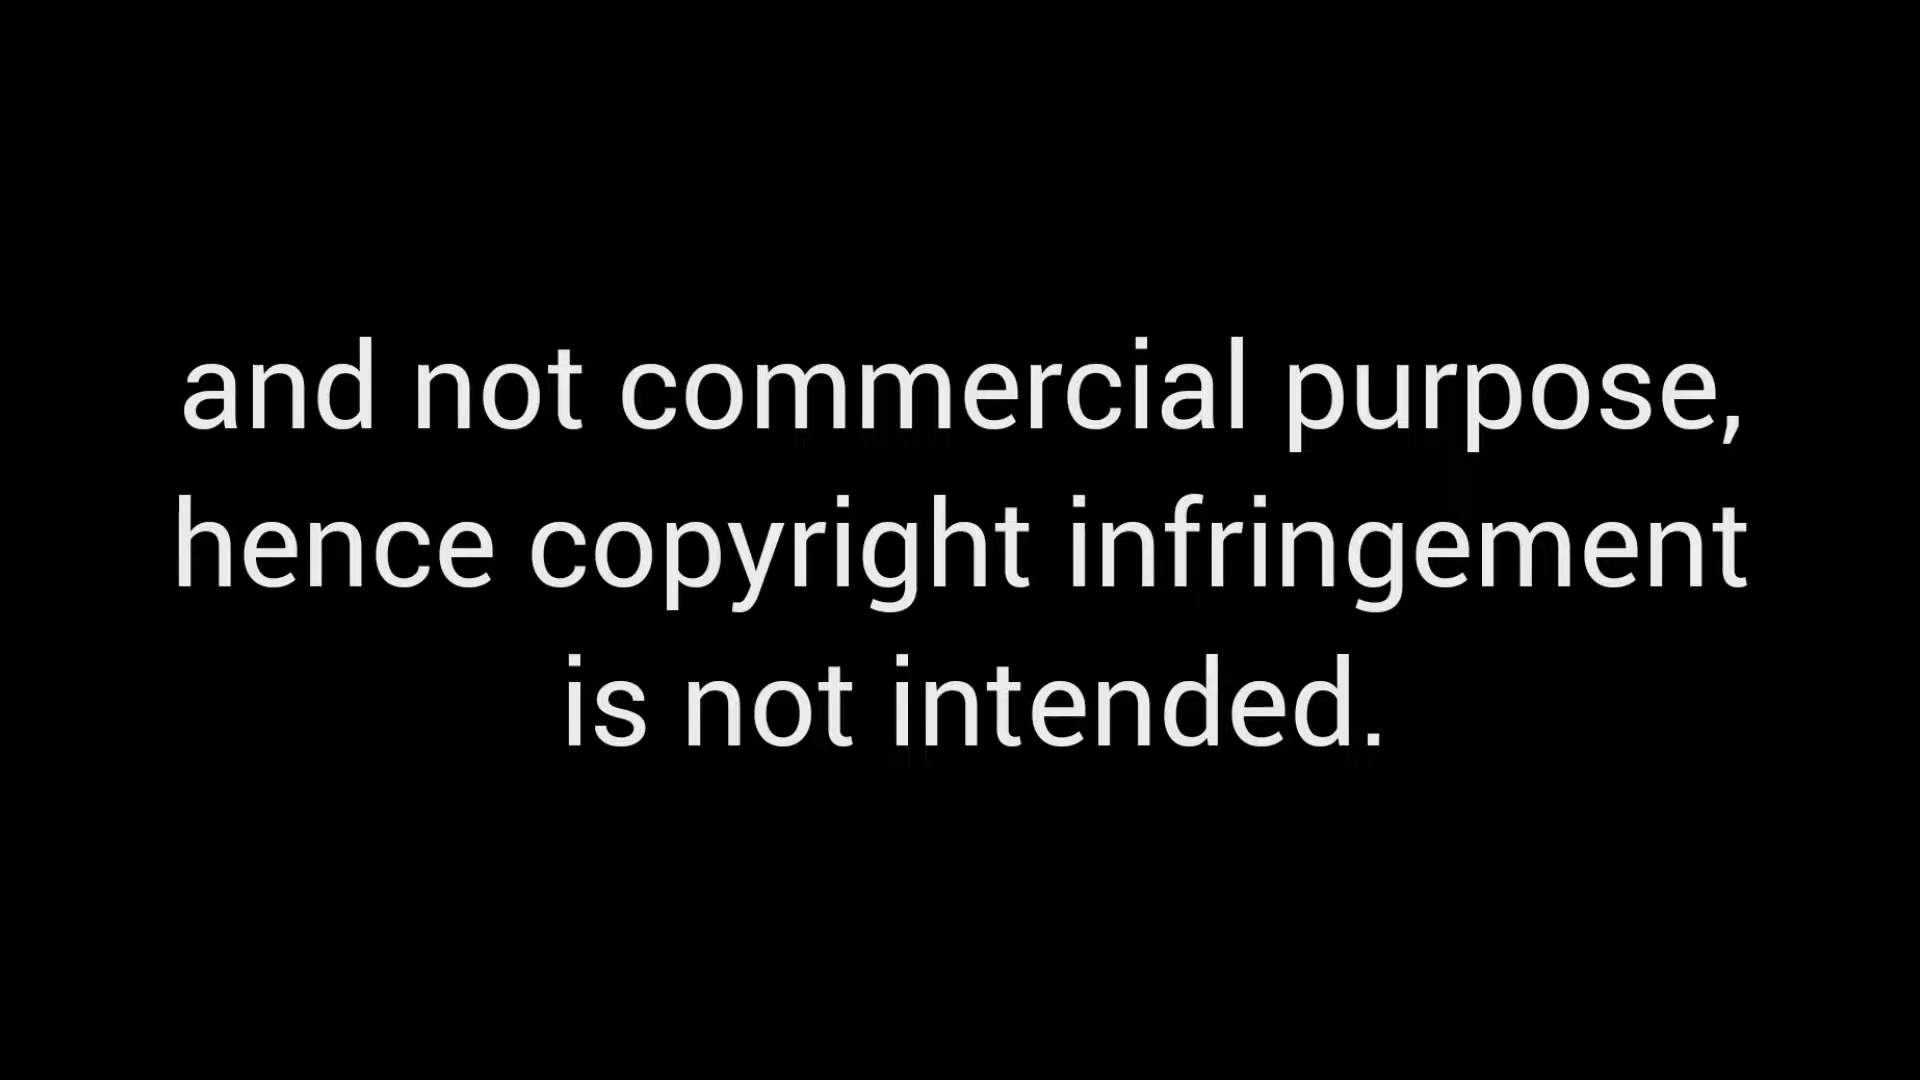 and not commercial purpose,
hence copyright infringement
is not intended.